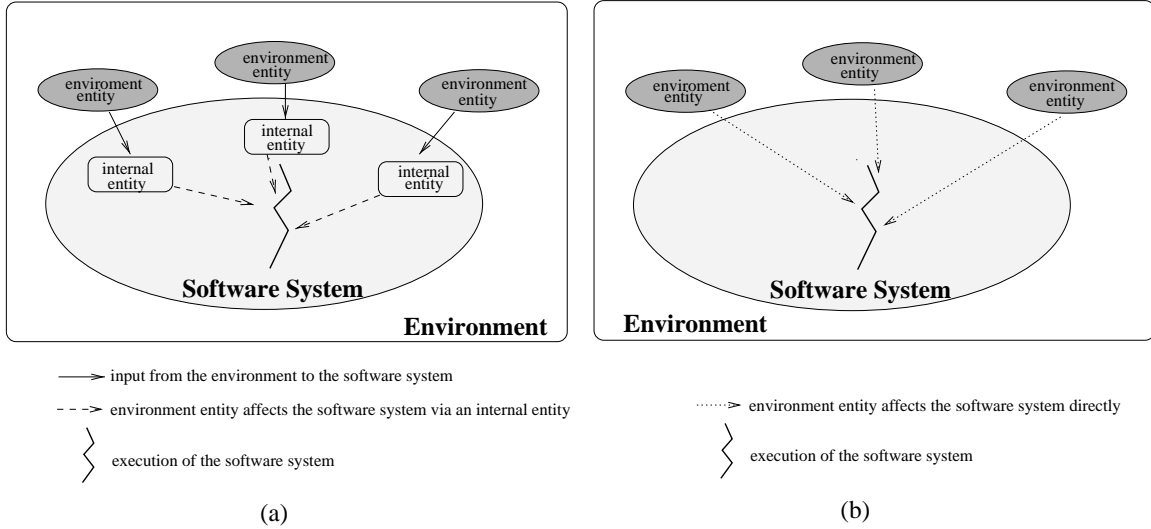 environment
entity
enviroment
entity
environment
entity
internal
entity
internal
entity
internal
entity
Software System
Environment
input from the environment to the software system
environment entity affects the software system via an internal entity
execution of the software system
(a)
environment
entity
enviroment
entity
environment
entity
Software System
Environment
environment entity affects the software system directly
execution of the software system
(b)